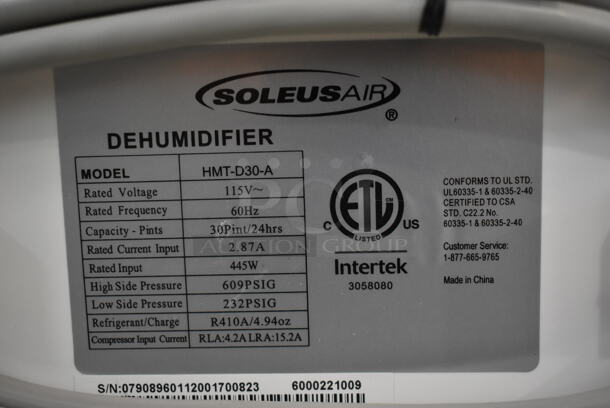 SOLEUSAIR ®
DEHUMIDIFIER
MODEL HMT-D30-A
Rated Voltage 115V~
Rated Frequency 60Hz
Capacity - Pints 30Pint/24hrs
Rated Current Input 2.87A
Rated Input 445W
High Side Pressure 609PSIG
Low Side Pressure 232PSIG
Refrigerant/Charge R410A/4.94oz
Compressor Input Current RLA:4.2A LRA:15.2A
C ETL US
LISTED
Intertek
3058080
CONFORMS TO UL STD.
UL60335-1 & 60335-2-40
CERTIFIED TO CSA
STD. C22.2 No.
60335-1 & 60335-2-40
Customer Service:
1-877-665-9765
Made in China
PCI
AUCTION GROUP
S/N:07908960112001700823 6000221009